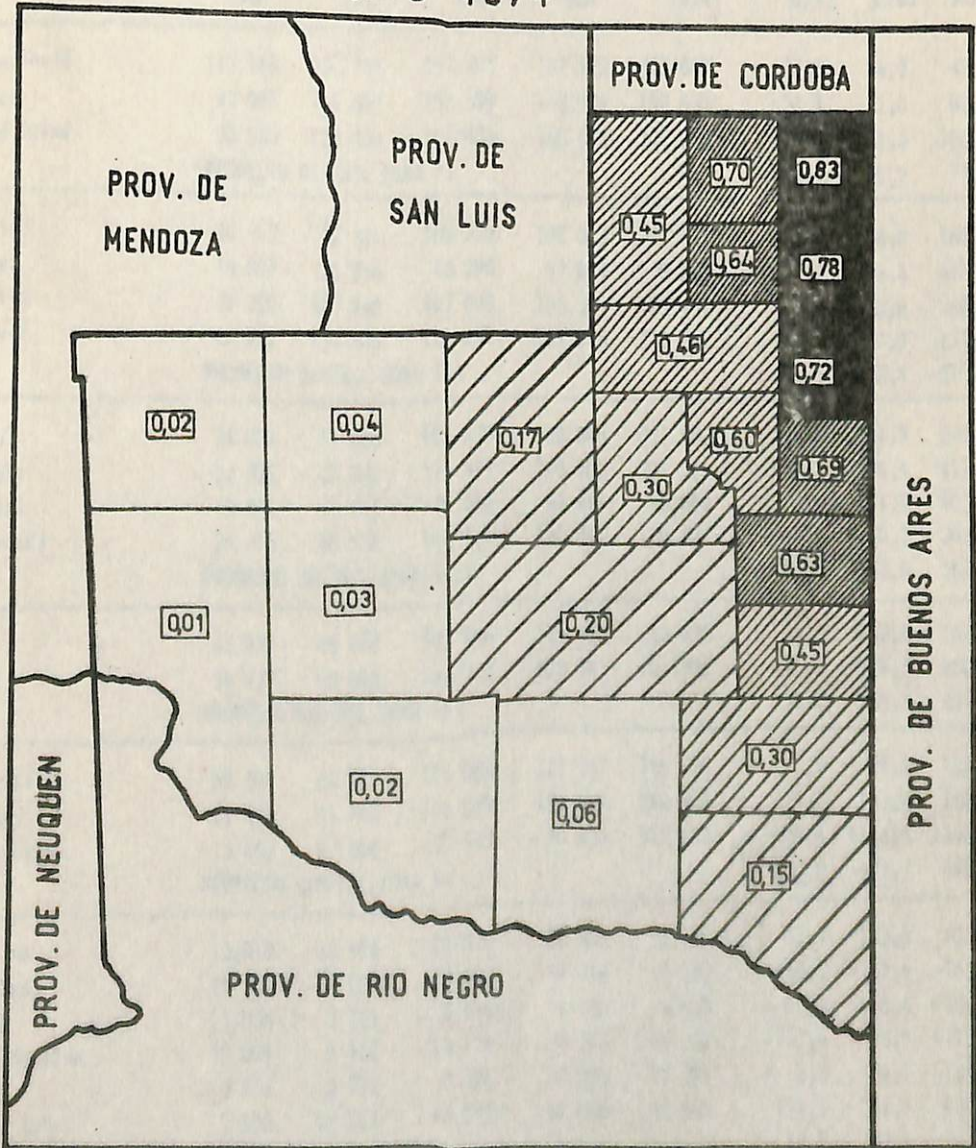 PROV. DE CORDOBA
PROV. DE
SAN LUIS
PROV. DE
MENDOZA
0,70
0,83
0,45
0,64
0,78
0,46
0,72
0,02
0,04
0,17
0,60
0,30
0,69
0,63
0,01
0,03
0,20
0,45
0,30
0,02
0,06
0,15
PROV. DE BUENOS AIRES
PROV. DE NEUQUEN
PROV. DE RIO NEGRO